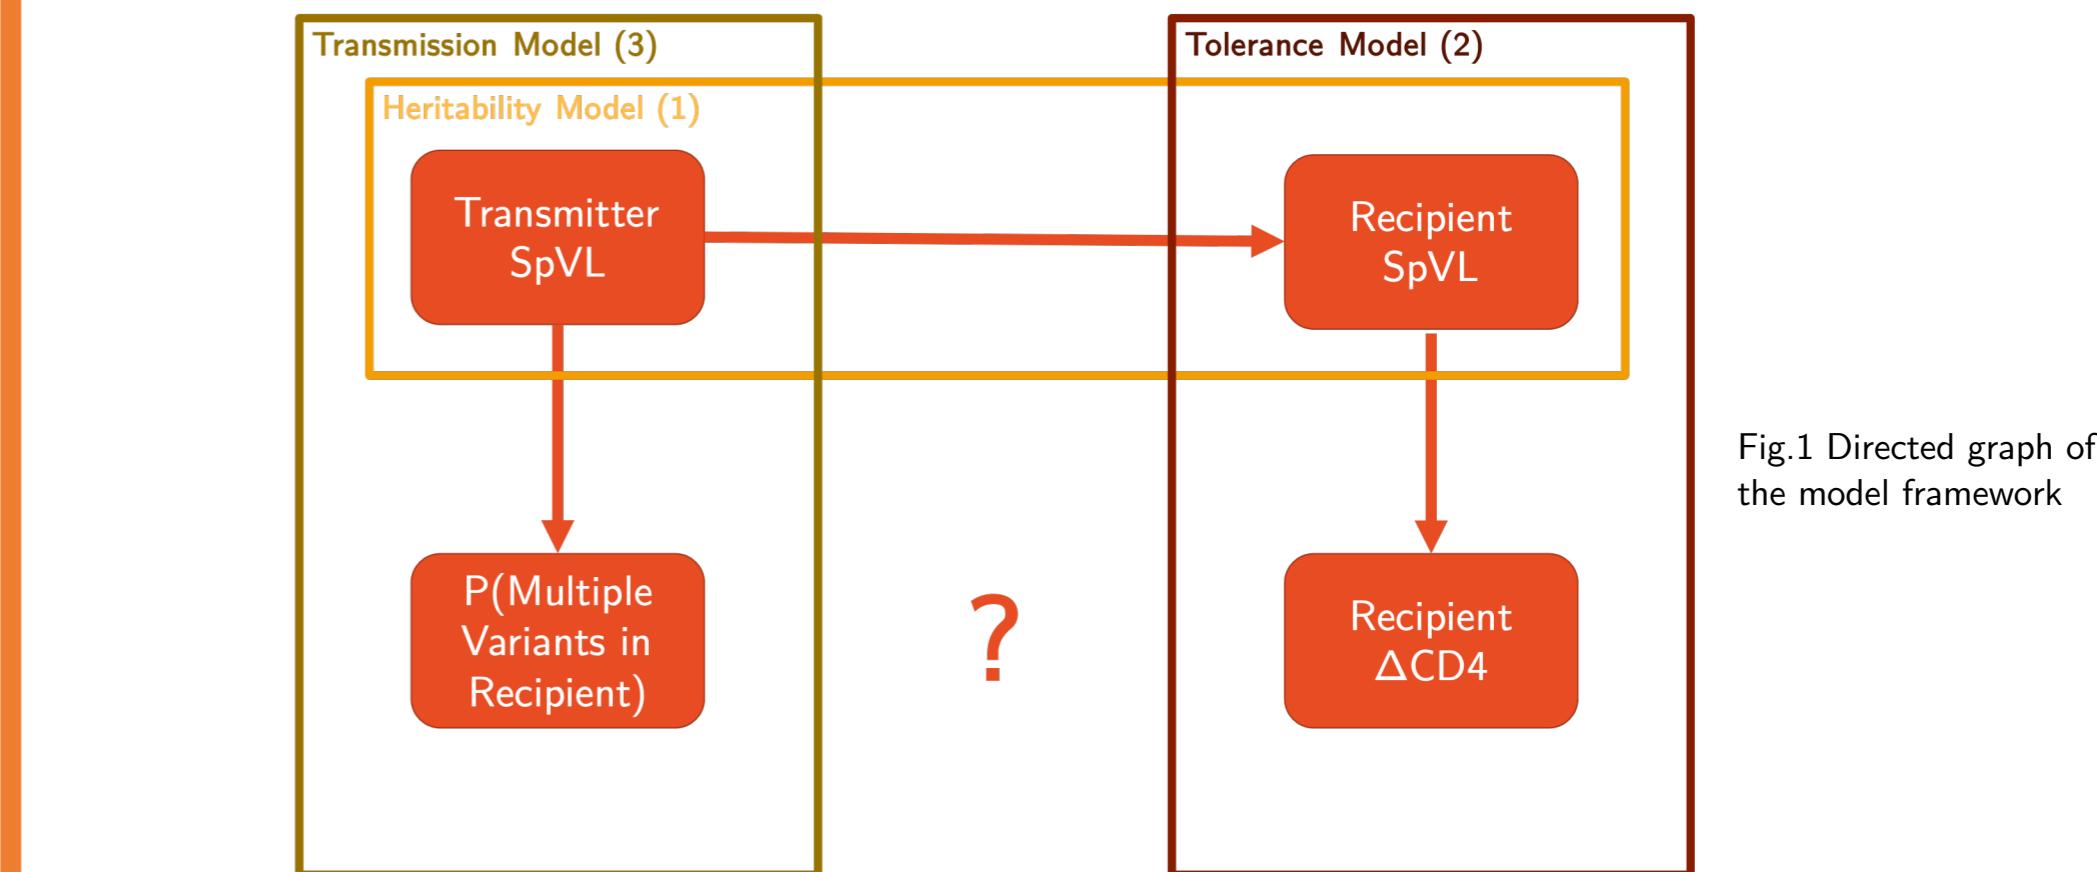 Transmission Model (3)
Tolerance Model (2)
Heritability Model (1)
Transmitter
SpVL
Recipient
SpVL
P(Multiple
Variants in
Recipient)
?
Recipient
ΔCD4
Fig.1 Directed graph of
the model framework